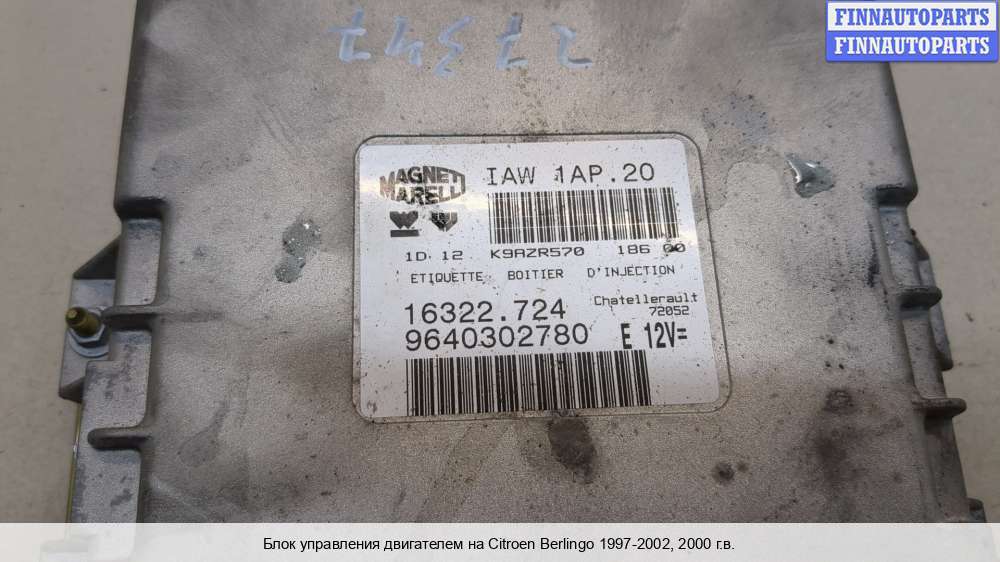 FINNAUTOPARTS
FINNAUTOPARTS
27347
MAGNETI MARELLI
IAW 1AP.20
1D 12 K9AZR570 186 00
ETIQUETTE BOITIER D'INJECTION
16322.724 Chatellerault
72052
9640302780 E 12V=
Блок управления двигателем на Citroen Berlingo 1997-2002, 2000 г.в.